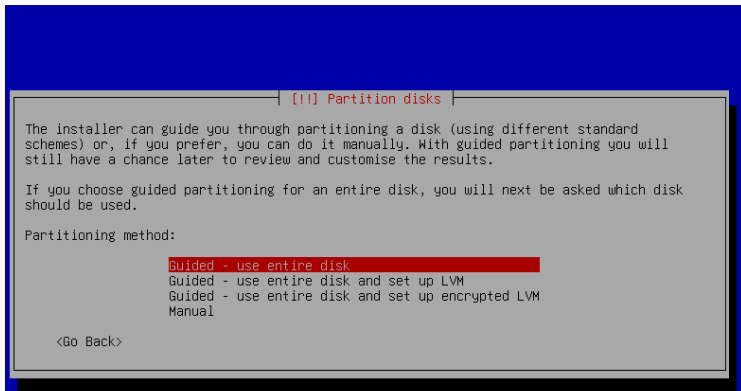 [!!] Partition disks
The installer can guide you through partitioning a disk (using different standard
schemes) or, if you prefer, you can do it manually. With guided partitioning you will
still have a chance later to review and customise the results.
If you choose guided partitioning for an entire disk, you will next be asked which disk
should be used.
Partitioning method:
Guided - use entire disk
Guided - use entire disk and set up LVM
Guided - use entire disk and set up encrypted LVM
Manual
<Go Back>